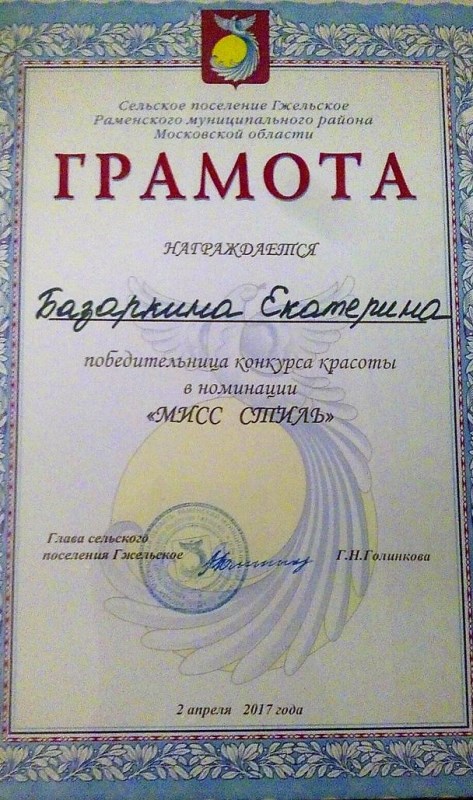 Сельское поселение Гжельское
Раменского муниципального района
Московской области
ГРАМОТА
НАГРАЖДАЕТСЯ
Базаркина Екатерина
победительница конкурса красоты
в номинации
«МИСС СТИЛЬ»
Глава сельского
поселения Гжельское
Г.Н.Голинкова
2 апреля 2017 года